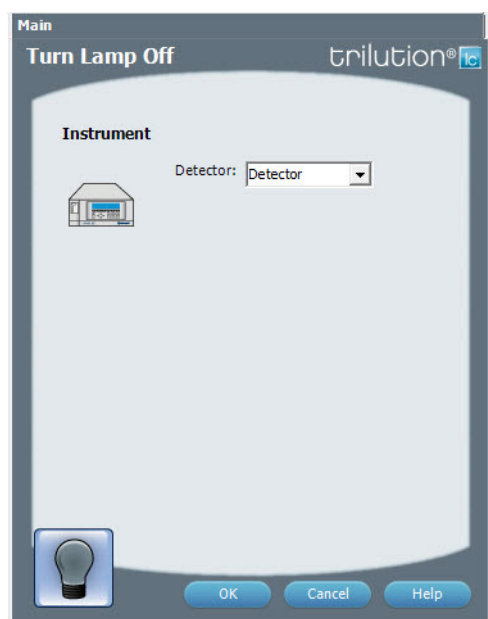 Main
Turn Lamp Off trilution® lc
Instrument
Detector: Detector
OK Cancel Help